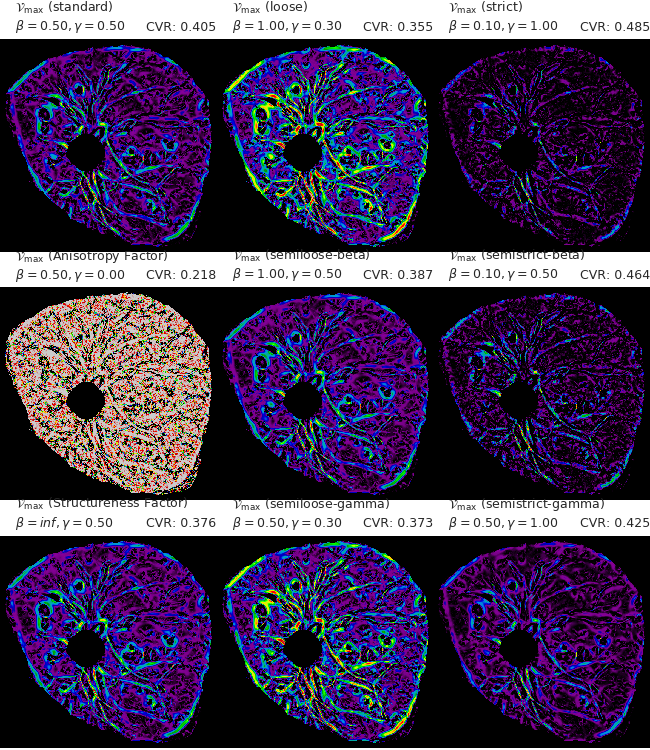 𝒱max (standard) 𝒱max (loose) 𝒱max (strict)
β = 0.50, γ = 0.50 CVR: 0.405 β = 1.00, γ = 0.30 CVR: 0.355 β = 0.10, γ = 1.00 CVR: 0.485
𝒱max (Anisotropy Factor) 𝒱max (semiloose-beta) 𝒱max (semistrict-beta)
β = 0.50, γ = 0.00 CVR: 0.218 β = 1.00, γ = 0.50 CVR: 0.387 β = 0.10, γ = 0.50 CVR: 0.464
𝒱max (Structureness Factor) 𝒱max (semiloose-gamma) 𝒱max (semistrict-gamma)
β = inf, γ = 0.50 CVR: 0.376 β = 0.50, γ = 0.30 CVR: 0.373 β = 0.50, γ = 1.00 CVR: 0.425